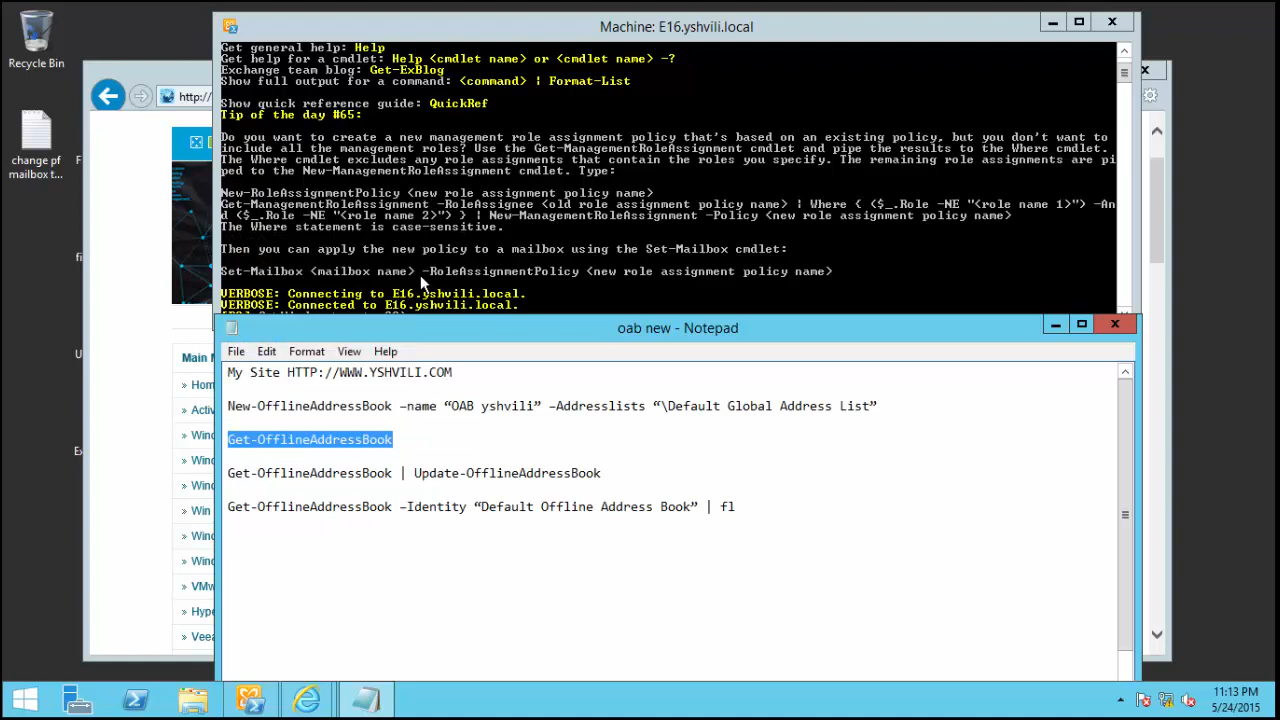 Recycle Bin
change pf
mailbox t...
Machine: E16.yshvili.local
Get general help: Help
Get help for a cmdlet: Help <cmdlet name> or <cmdlet name> -?
Exchange team blog: Get-ExBlog
Show full output for a command: <command> | Format-List
Show quick reference guide: QuickRef
Tip of the day #65:
Do you want to create a new management role assignment policy that's based on an existing policy, but you don't want to
include all the management roles? Use the Get-ManagementRoleAssignment cmdlet and pipe the results to the Where cmdlet.
The Where cmdlet excludes any role assignments that contain the roles you specify. The remaining role assignments are pi
ped to the New-ManagementRoleAssignment cmdlet. Type:
New-RoleAssignmentPolicy <new role assignment policy name>
Get-ManagementRoleAssignment -RoleAssignee <old role assignment policy name> | Where { ($_.Role -NE "<role name 1>") -An
d ($_.Role -NE "<role name 2>") } | New-ManagementRoleAssignment -Policy <new role assignment policy name>
The Where statement is case-sensitive.
Then you can apply the new policy to a mailbox using the Set-Mailbox cmdlet:
Set-Mailbox <mailbox name> -RoleAssignmentPolicy <new role assignment policy name>
VERBOSE: Connecting to E16.yshvili.local.
VERBOSE: Connected to E16.yshvili.local.
http://
Main M
» Hom
» Activ
» Wind
» Wind
» Wind
» Win
» Wind
» Wind
» VMw
» Hype
» Veea
oab new - Notepad
File Edit Format View Help
My Site HTTP://WWW.YSHVILI.COM
New-OfflineAddressBook –name “OAB yshvili” –Addresslists “\Default Global Address List”
Get-OfflineAddressBook
Get-OfflineAddressBook | Update-OfflineAddressBook
Get-OfflineAddressBook –Identity “Default Offline Address Book” | fl
11:13 PM
5/24/2015